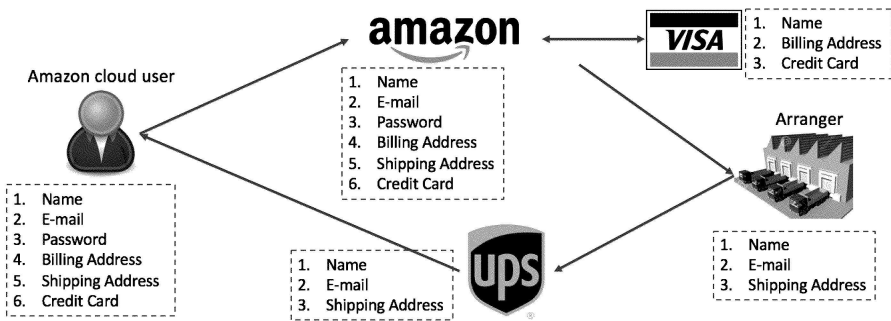 amazon
VISA
1. Name
2. Billing Address
3. Credit Card
Amazon cloud user
1. Name
2. E-mail
3. Password
4. Billing Address
5. Shipping Address
6. Credit Card
Arranger
1. Name
2. E-mail
3. Password
4. Billing Address
5. Shipping Address
6. Credit Card
1. Name
2. E-mail
3. Shipping Address
ups
®
1. Name
2. E-mail
3. Shipping Address